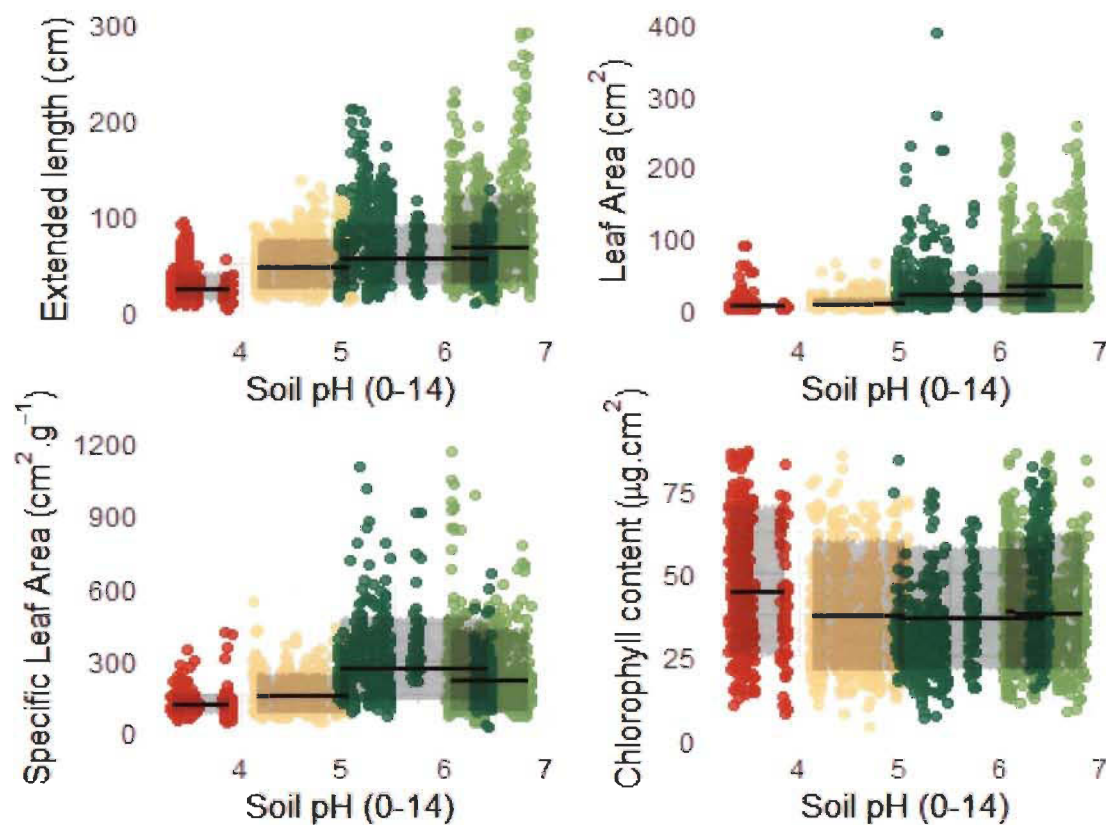 Extended length (cm)
300
200
100
0
4 5 6 7
Soil pH (0-14)
Leaf Area (cm²)
400
300
200
100
0
4 5 6 7
Soil pH (0-14)
Specific Leaf Area (cm².g⁻¹)
1200
900
600
300
0
4 5 6 7
Soil pH (0-14)
Chlorophyll content (μg.cm²)
75
50
25
0
4 5 6 7
Soil pH (0-14)